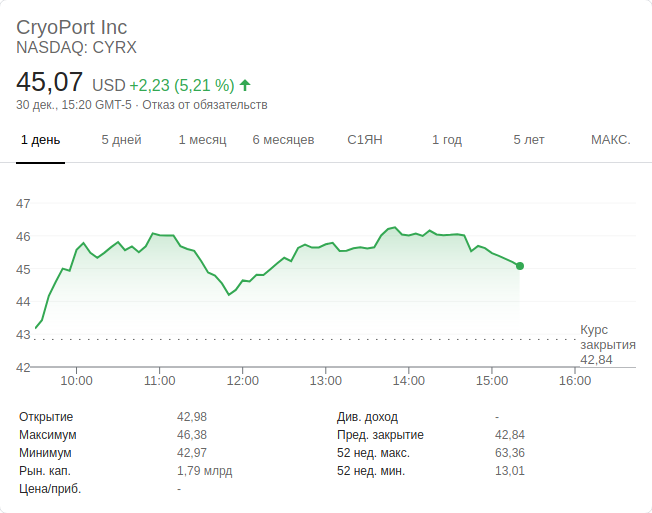 CryoPort Inc
NASDAQ: CYRX
45,07 USD +2,23 (5,21 %)
30 дек., 15:20 GMT-5 · Отказ от обязательств
1 день 5 дней 1 месяц 6 месяцев С1ЯН 1 год 5 лет МАКС.
47
46
45
44
43
42
Курс
закрытия
42,84
10:00 11:00 12:00 13:00 14:00 15:00 16:00
Открытие 42,98 Див. доход -
Максимум 46,38 Пред. закрытие 42,84
Минимум 42,97 52 нед. макс. 63,36
Рын. кап. 1,79 млрд 52 нед. мин. 13,01
Цена/приб. -